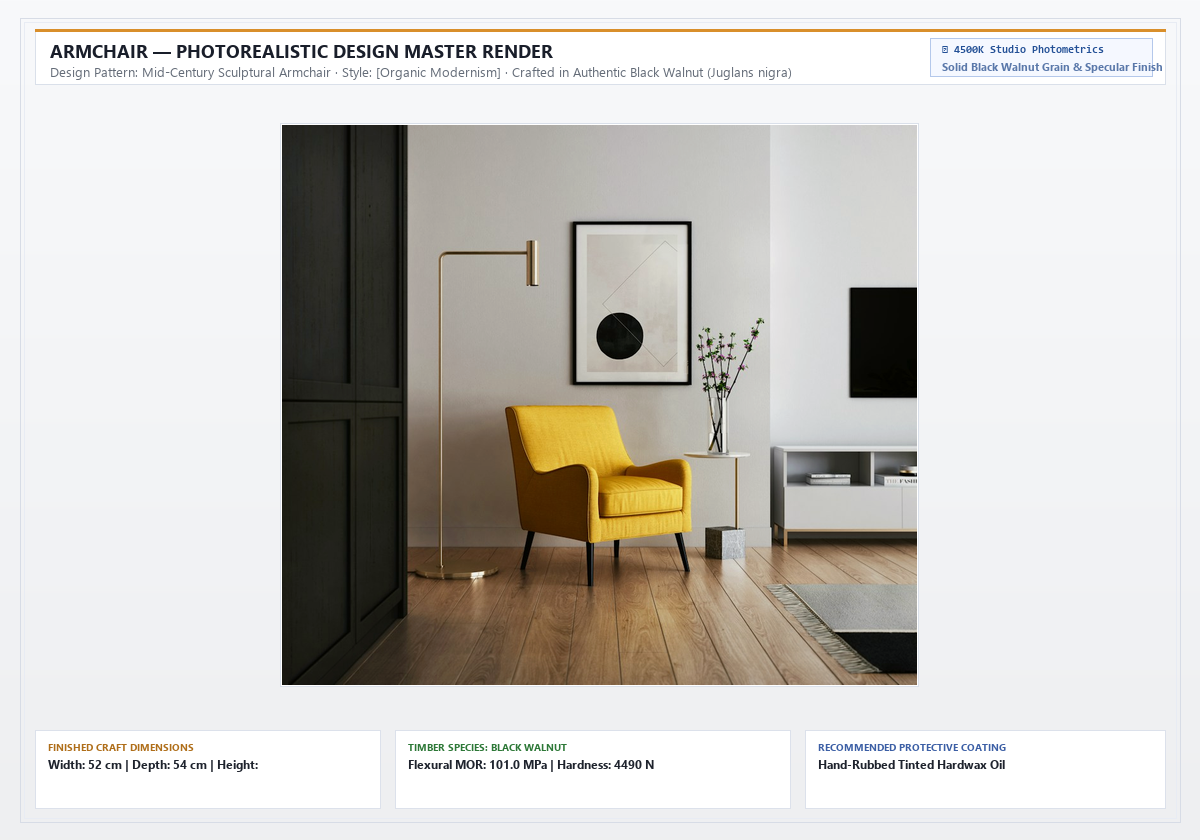 ARMCHAIR — PHOTOREALISTIC DESIGN MASTER RENDER
Design Pattern: Mid-Century Sculptural Armchair · Style: [Organic Modernism] · Crafted in Authentic Black Walnut (Juglans nigra)
4500K Studio Photometrics
Solid Black Walnut Grain & Specular Finish
THE FASH
FINISHED CRAFT DIMENSIONS
Width: 52 cm | Depth: 54 cm | Height:
TIMBER SPECIES: BLACK WALNUT
Flexural MOR: 101.0 MPa | Hardness: 4490 N
RECOMMENDED PROTECTIVE COATING
Hand-Rubbed Tinted Hardwax Oil